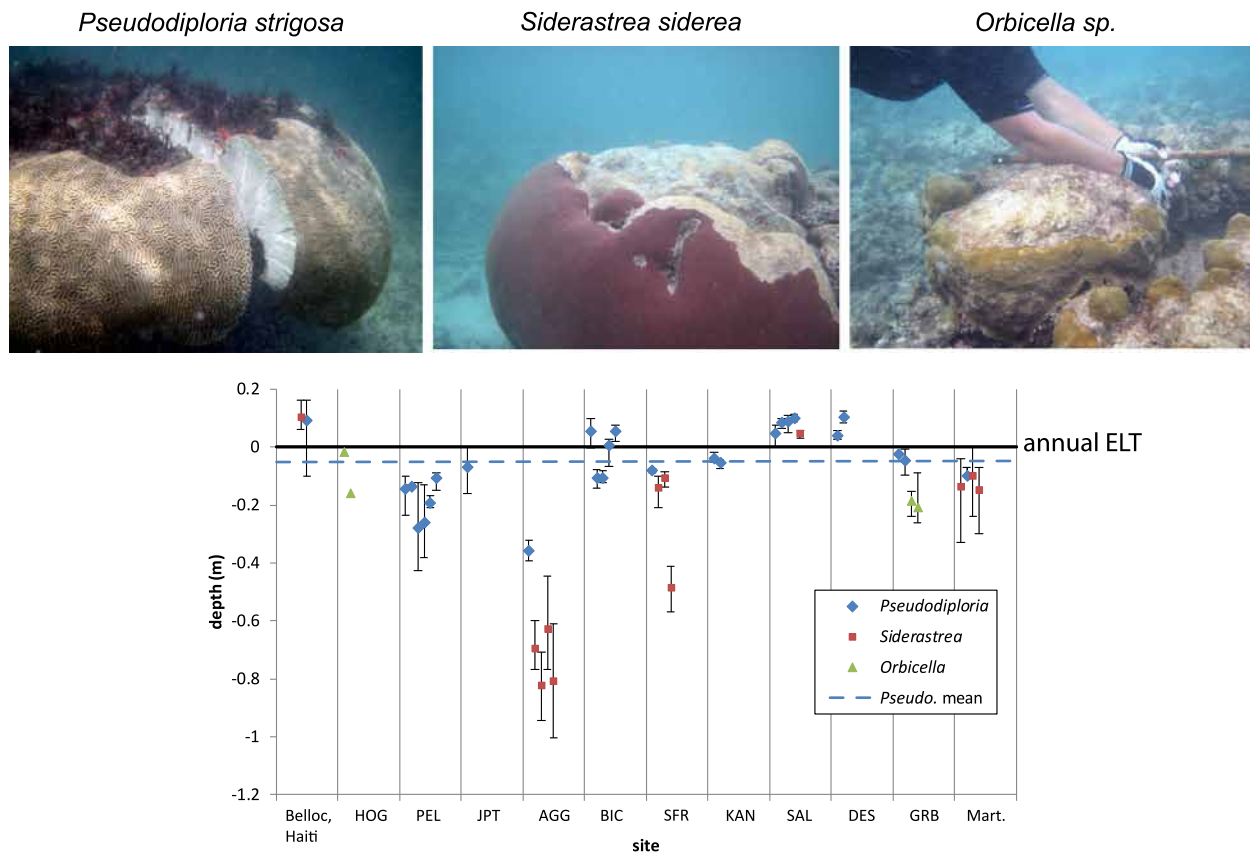 Pseudodiploria strigosa
Siderastrea siderea
Orbicella sp.
0.2
0
-0.2
-0.4
-0.6
-0.8
-1
-1.2
depth (m)
annual ELT
Pseudodiploria
Siderastrea
Orbicella
Pseudo. mean
Belloc, Haiti
HOG
PEL
JPT
AGG
BIC
SFR
KAN
SAL
DES
GRB
Mart.
site